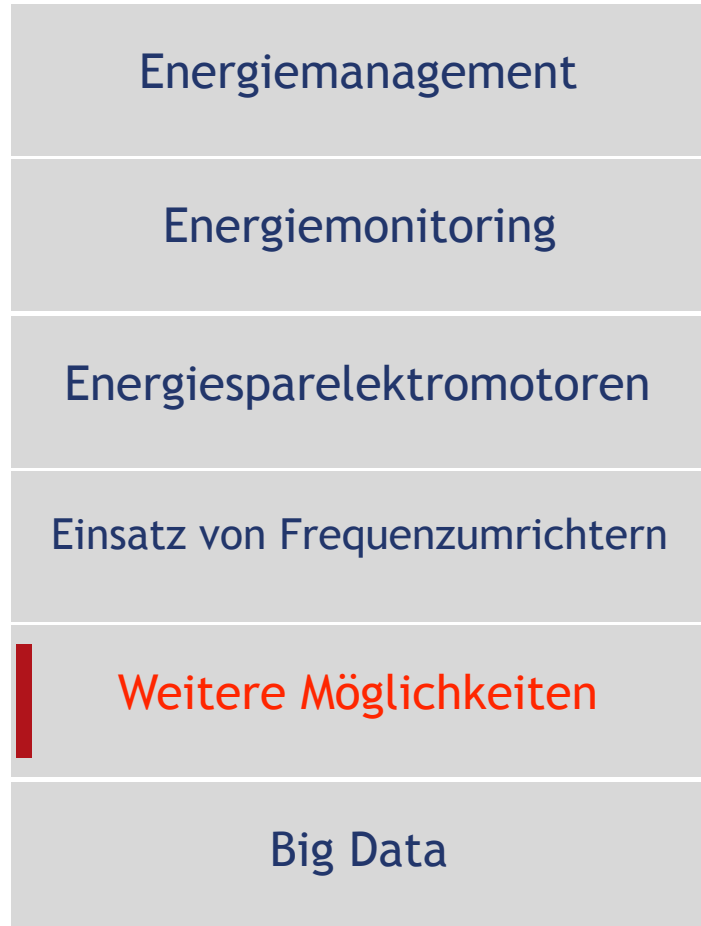 Energiemanagement
Energiemonitoring
Energiesparelektromotoren
Einsatz von Frequenzumrichtern
Weitere Möglichkeiten
Big Data